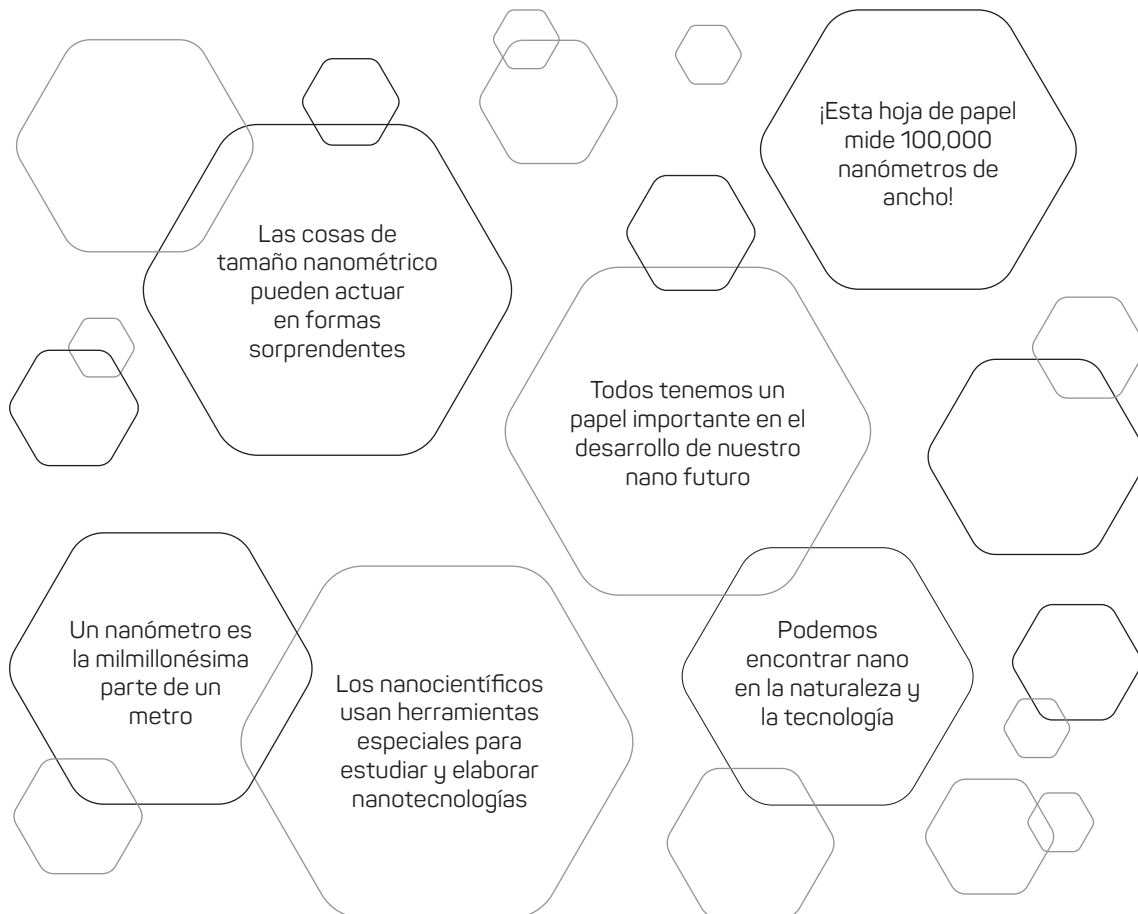 ¡Esta hoja de papel
mide 100,000
nanómetros de
ancho!
Las cosas de
tamaño nanométrico
pueden actuar
en formas
sorprendentes
Todos tenemos un
papel importante en el
desarrollo de nuestro
nano futuro
Un nanómetro es
la milmillonésima
parte de un
metro
Los nanocientíficos
usan herramientas
especiales para
estudiar y elaborar
nanotecnologías
Podemos
encontrar nano
en la naturaleza y
la tecnología